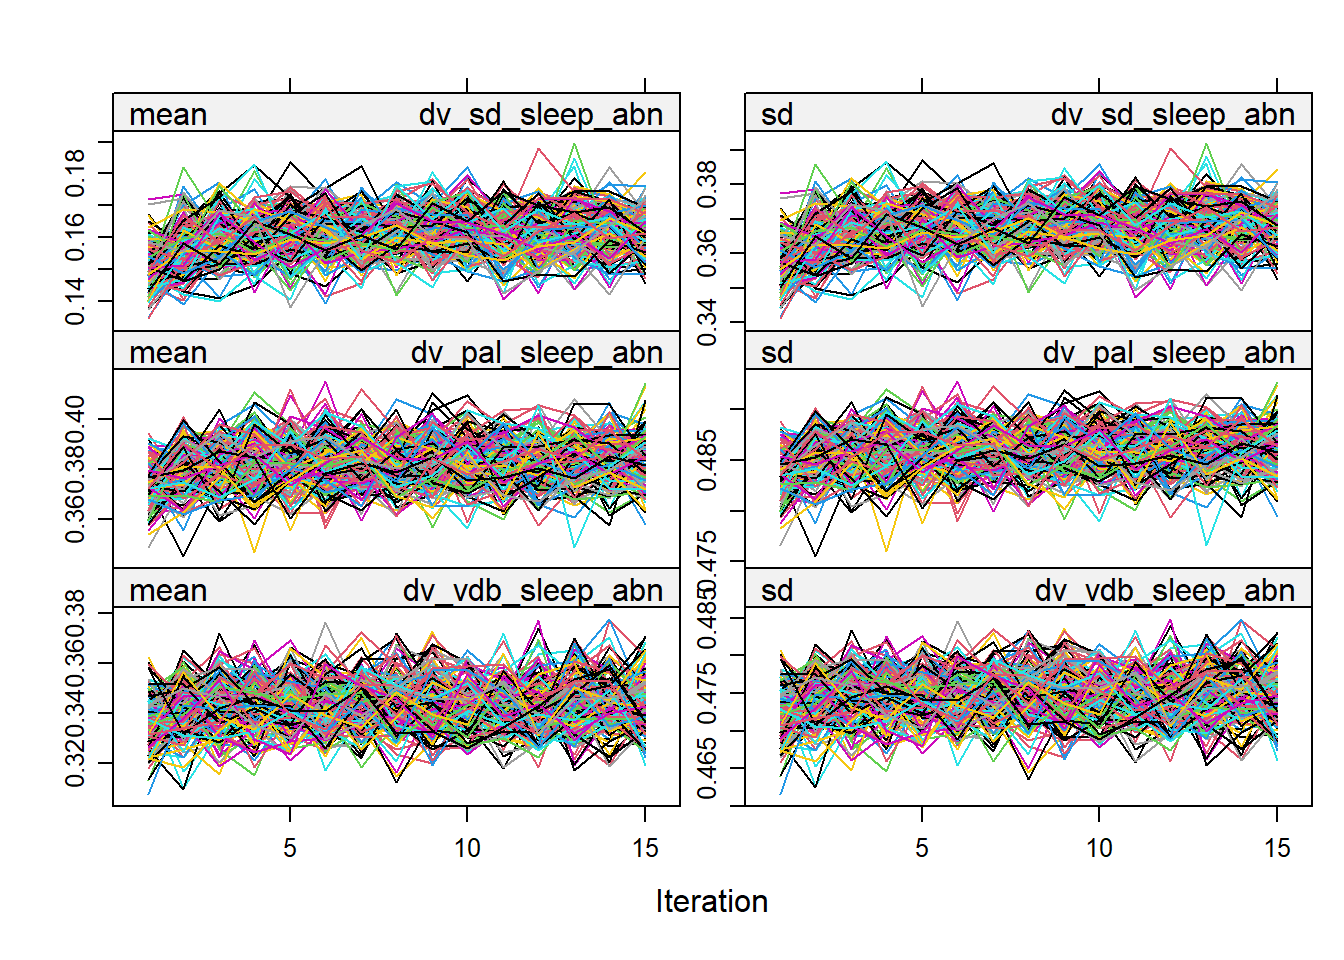 mean dv_sd_sleep_abn
sd dv_sd_sleep_abn
0.14 0.16 0.18
0.34 0.36 0.38
mean dv_pal_sleep_abn
sd dv_pal_sleep_abn
0.36 0.38 0.40
0.475 0.485
mean dv_vdb_sleep_abn
sd dv_vdb_sleep_abn
0.32 0.34 0.36 0.38
0.465 0.475 0.485
5 10 15
5 10 15
Iteration